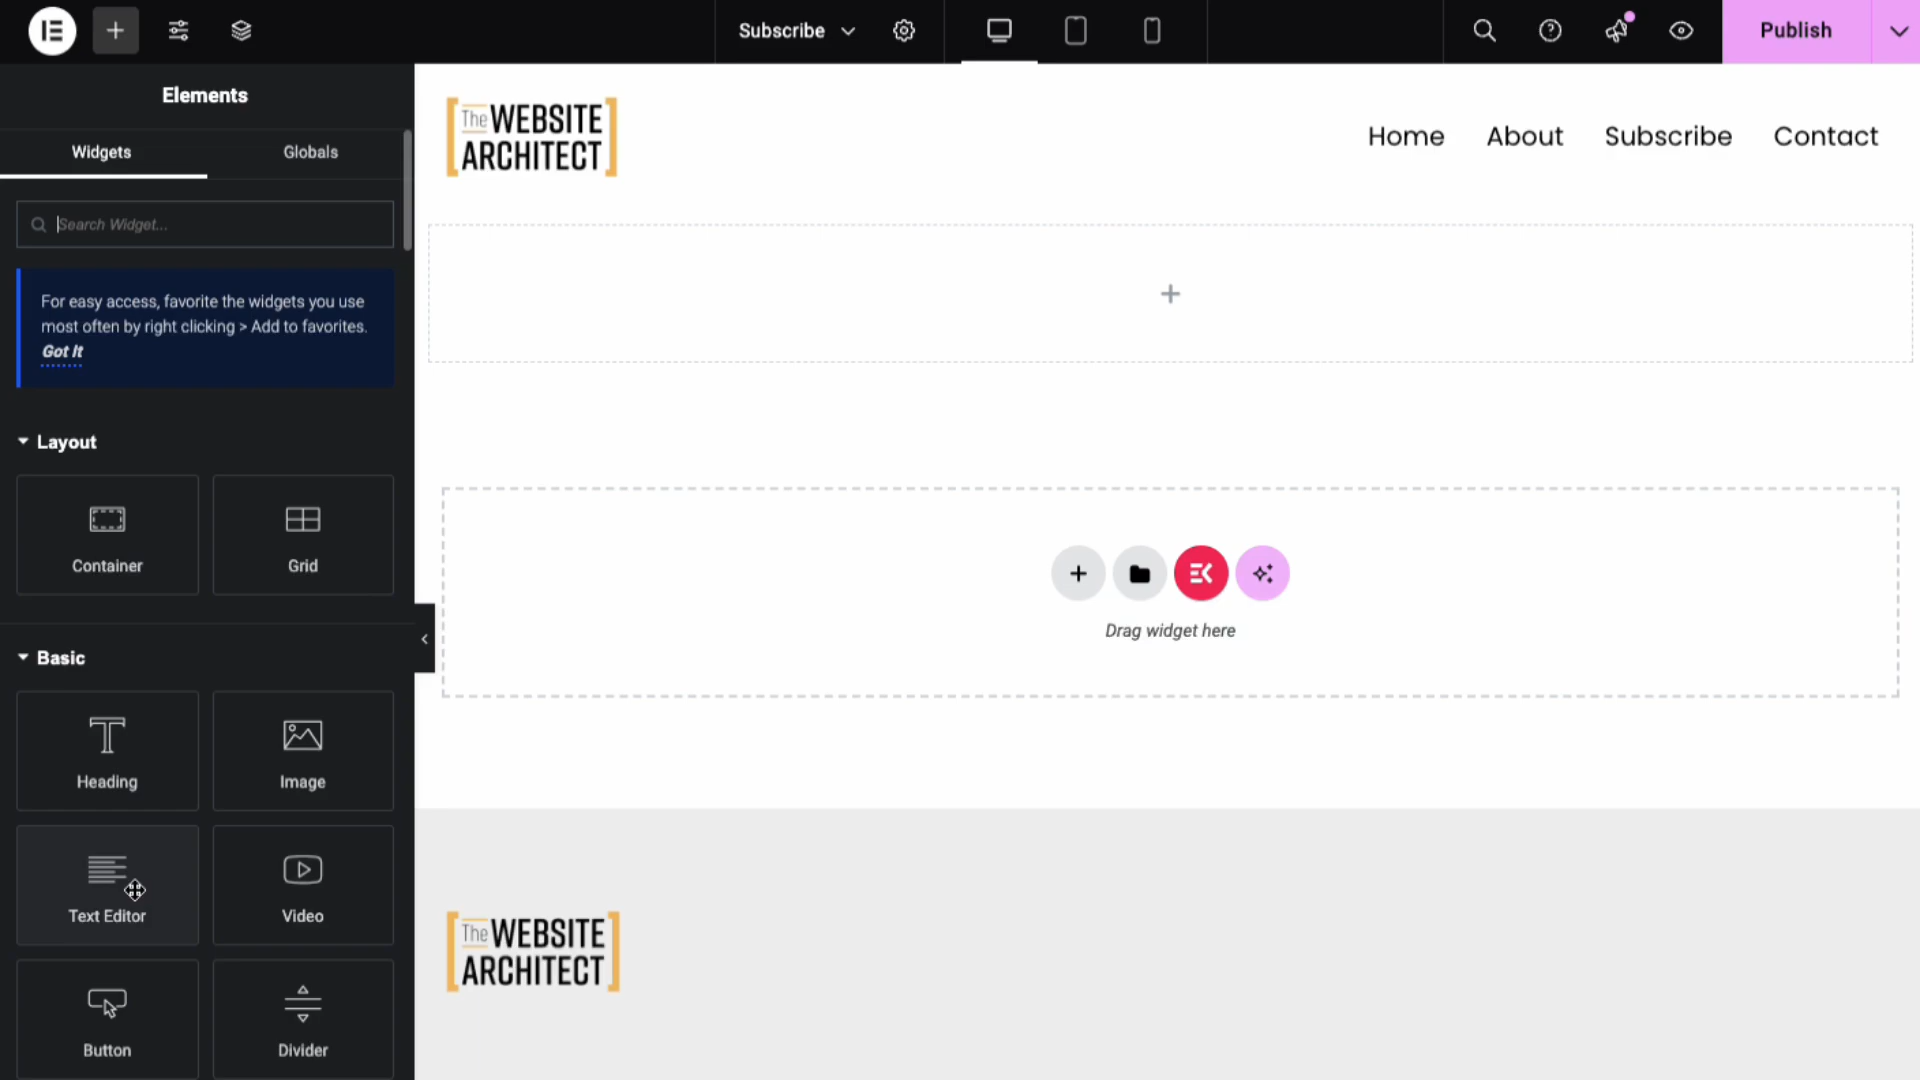 Subscribe
Publish
Elements
Widgets
Globals
Search Widget...
For easy access, favorite the widgets you use
most often by right clicking > Add to favorites.
Got It
Layout
Container
Grid
Basic
Heading
Image
Text Editor
Video
Button
Divider
The WEBSITE
ARCHITECT
Home
About
Subscribe
Contact
Drag widget here
The WEBSITE
ARCHITECT